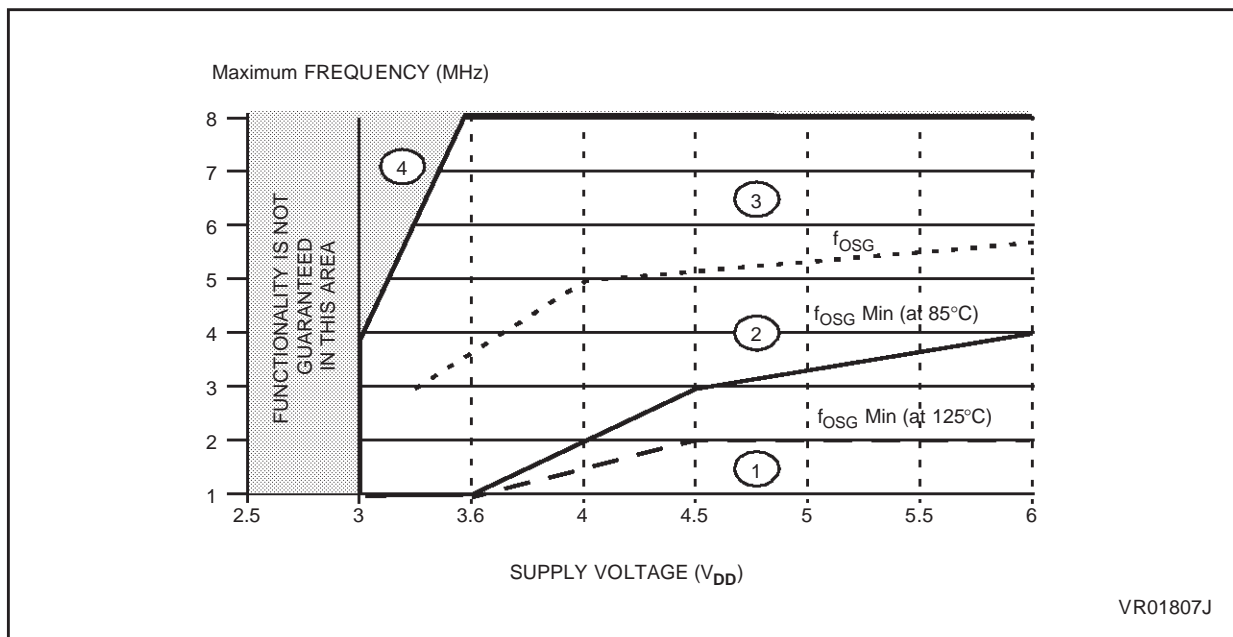 Maximum FREQUENCY (MHz)
8
7
6
5
4
3
2
1
FUNCTIONALITY IS NOT
GUARANTEED
IN THIS AREA
4
3
fOSG
fOSG Min (at 85°C)
2
fOSG Min (at 125°C)
1
2.5 3 3.6 4 4.5 5 5.5 6
SUPPLY VOLTAGE (VDD)
VR01807J